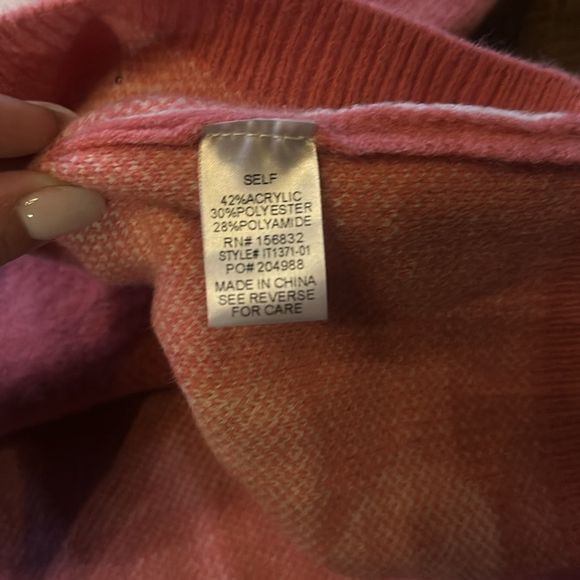 SELF
42%ACRYLIC
30%POLYESTER
28%POLYAMIDE
RN# 156832
STYLE# IT1371-01
PO# 204988
MADE IN CHINA
SEE REVERSE
FOR CARE